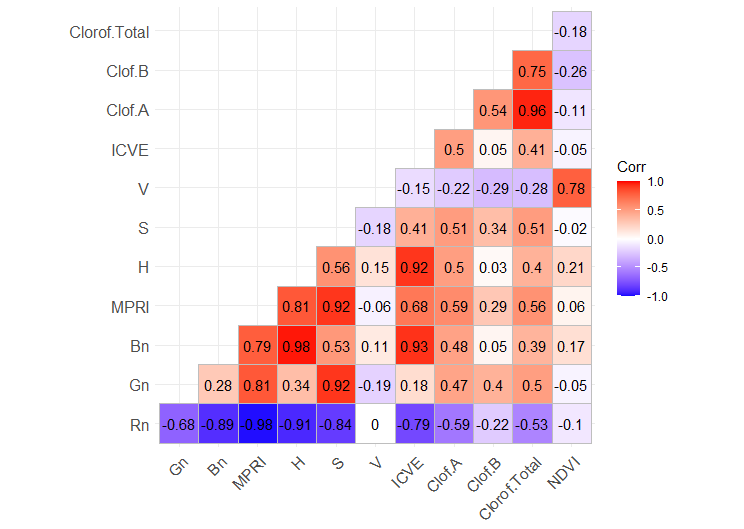 Clorof.Total -0.18
Clof.B 0.75 -0.26
Clof.A 0.54 0.96 -0.11
ICVE 0.5 0.05 0.41 -0.05
V -0.15 -0.22 -0.29 -0.28 0.78
S -0.18 0.41 0.51 0.34 0.51 -0.02
H 0.56 0.15 0.92 0.5 0.03 0.4 0.21
MPRI 0.81 0.92 -0.06 0.68 0.59 0.29 0.56 0.06
Bn 0.79 0.98 0.53 0.11 0.93 0.48 0.05 0.39 0.17
Gn 0.28 0.81 0.34 0.92 -0.19 0.18 0.47 0.4 0.5 -0.05
Rn -0.68 -0.89 -0.98 -0.91 -0.84 0 -0.79 -0.59 -0.22 -0.53 -0.1
Gn Bn MPRI H S V ICVE Clof.A Clof.B Clorof.Total NDVI
Corr
1.0
0.5
0.0
-0.5
-1.0